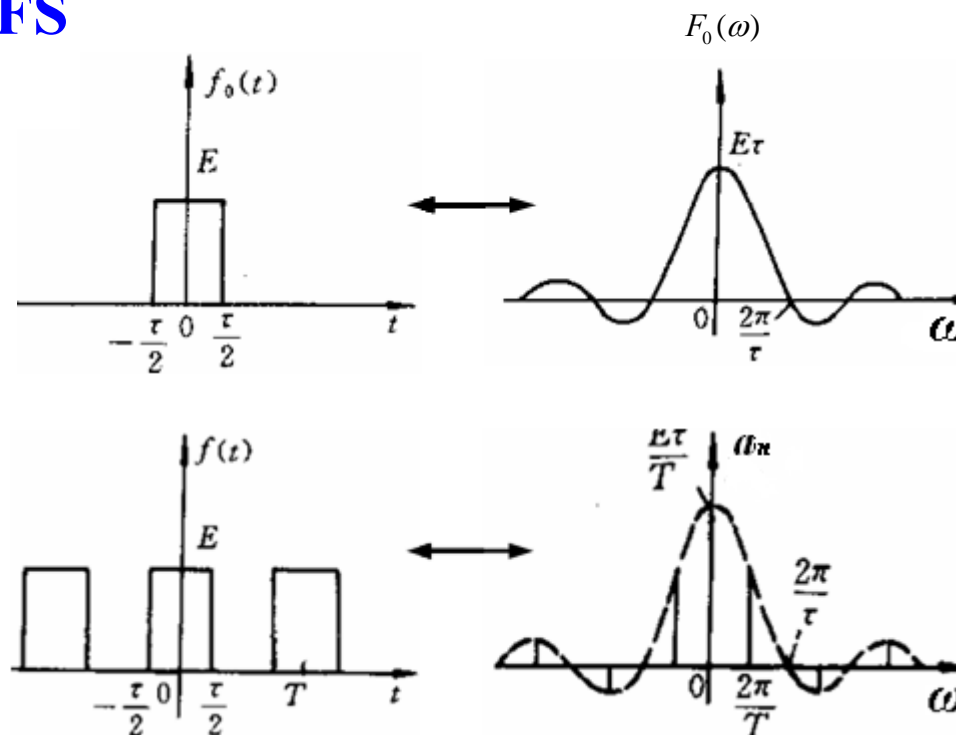 FS
F₀(ω)
f₀(t)
E
−τ/2 0 τ/2 t
Eτ
0 2π/τ ω
f(t)
E
−τ/2 0 τ/2 T t
Eτ/T aₙ
2π/τ
0 2π/T ω